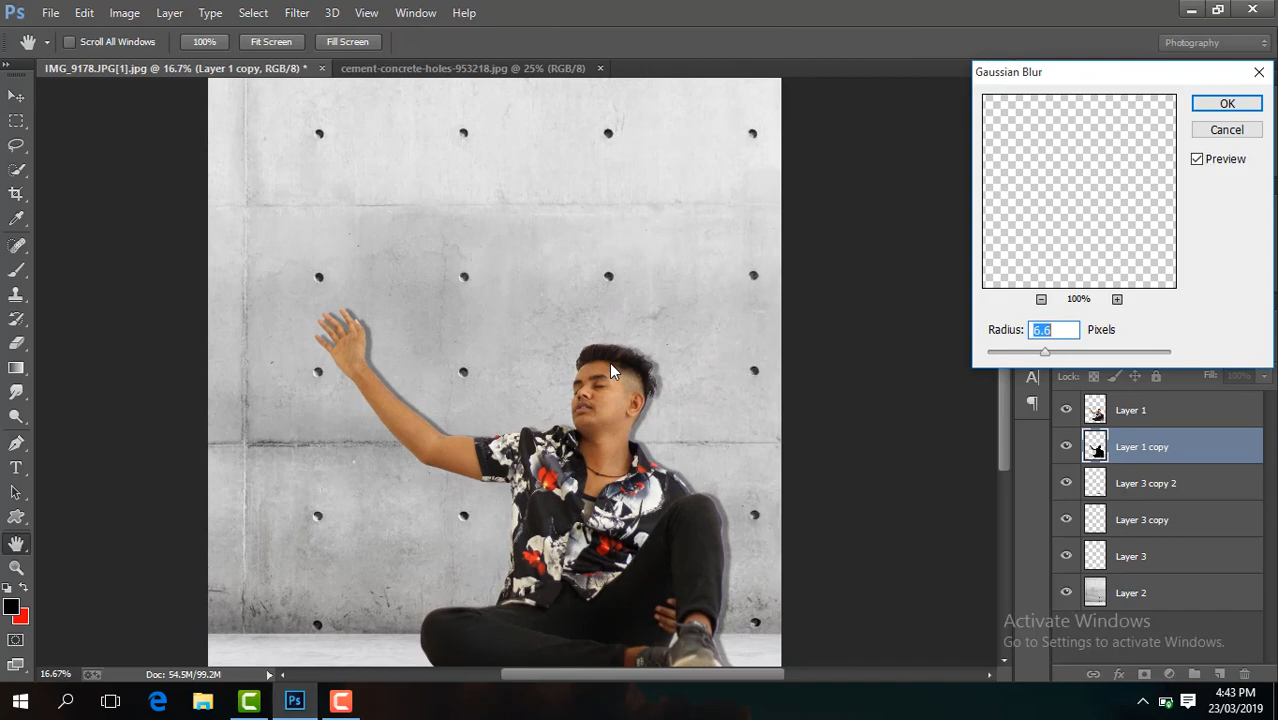 Ps File Edit Image Layer Type Select Filter 3D View Window Help
Scroll All Windows 100% Fit Screen Fill Screen Photography
IMG_9178.JPG[1].jpg @ 16.7% (Layer 1 copy, RGB/8) * cement-concrete-holes-953218.jpg @ 25% (RGB/8)
Gaussian Blur
OK
Cancel
Preview
100%
Radius: 6.6 Pixels
Lock: Fill: 100%
Layer 1
Layer 1 copy
Layer 3 copy 2
Layer 3 copy
Layer 3
Layer 2
Activate Windows
Go to Settings to activate Windows.
16.67% Doc: 54.5M/99.2M
4:43 PM
23/03/2019